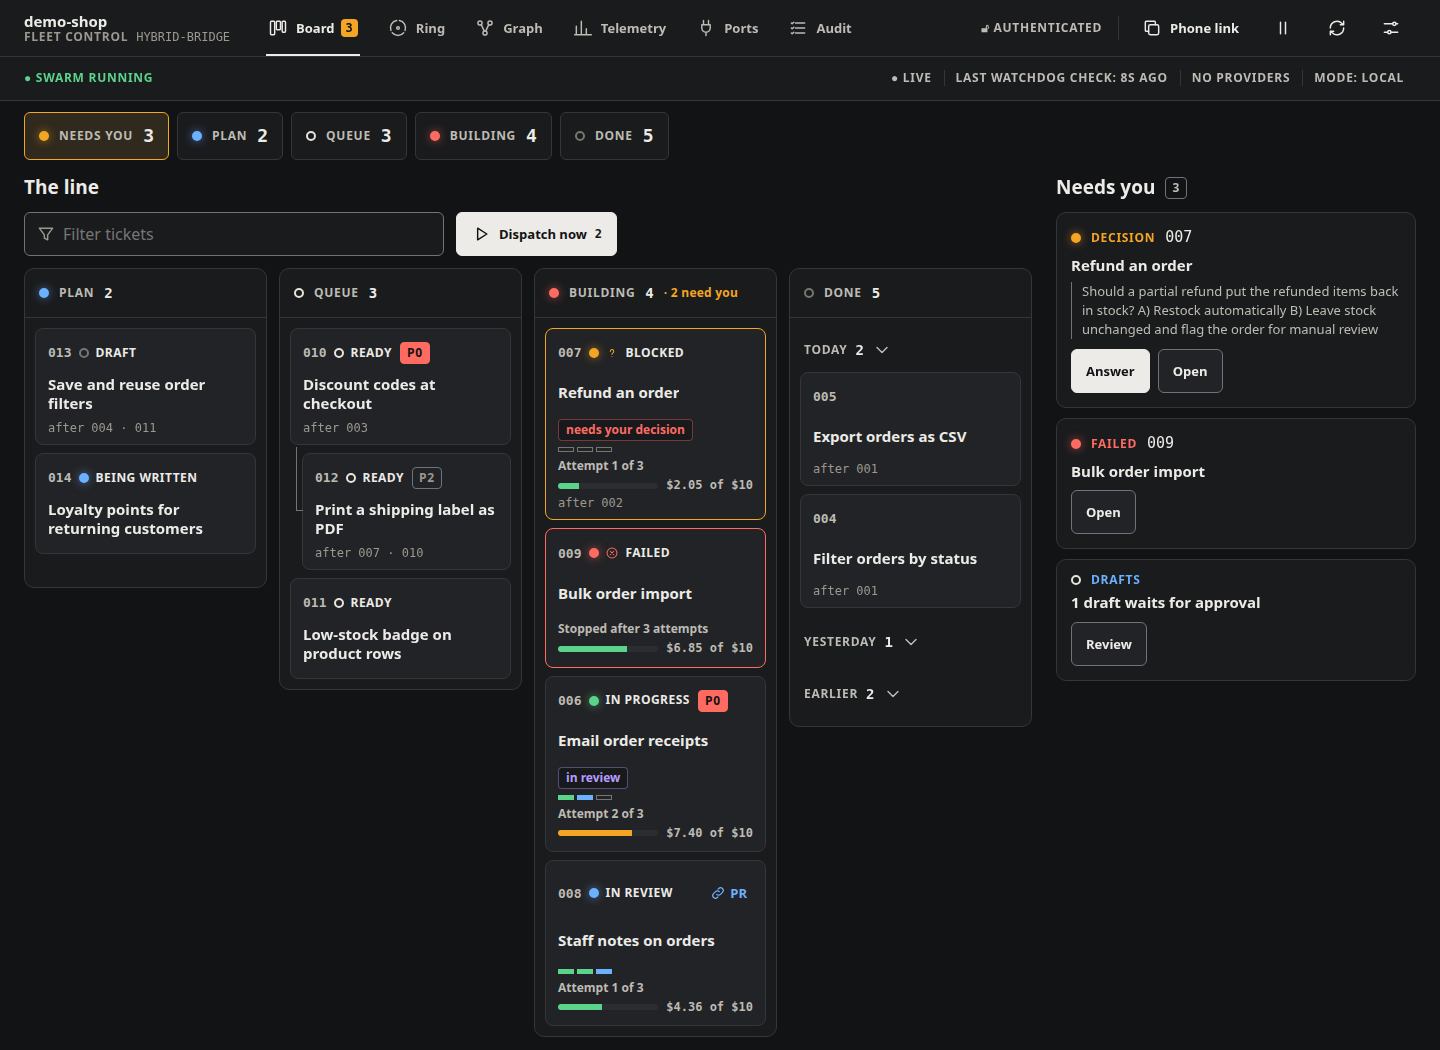 demo-shop
FLEET CONTROL HYBRID-BRIDGE
Board 3
Ring
Graph
Telemetry
Ports
Audit
AUTHENTICATED
Phone link
SWARM RUNNING
LIVE
LAST WATCHDOG CHECK: 8S AGO
NO PROVIDERS
MODE: LOCAL
NEEDS YOU 3
PLAN 2
QUEUE 3
BUILDING 4
DONE 5
The line
Filter tickets
Dispatch now 2
PLAN 2
013 DRAFT
Save and reuse order
filters
after 004 · 011
014 BEING WRITTEN
Loyalty points for
returning customers
QUEUE 3
010 READY P0
Discount codes at
checkout
after 003
012 READY P2
Print a shipping label as
PDF
after 007 · 010
011 READY
Low-stock badge on
product rows
BUILDING 4 · 2 need you
007 ? BLOCKED
Refund an order
needs your decision
Attempt 1 of 3
$2.05 of $10
after 002
009 FAILED
Bulk order import
Stopped after 3 attempts
$6.85 of $10
006 IN PROGRESS P0
Email order receipts
in review
Attempt 2 of 3
$7.40 of $10
008 IN REVIEW PR
Staff notes on orders
Attempt 1 of 3
$4.36 of $10
DONE 5
TODAY 2
005
Export orders as CSV
after 001
004
Filter orders by status
after 001
YESTERDAY 1
EARLIER 2
Needs you 3
DECISION 007
Refund an order
Should a partial refund put the refunded items back
in stock? A) Restock automatically B) Leave stock
unchanged and flag the order for manual review
Answer
Open
FAILED 009
Bulk order import
Open
DRAFTS
1 draft waits for approval
Review